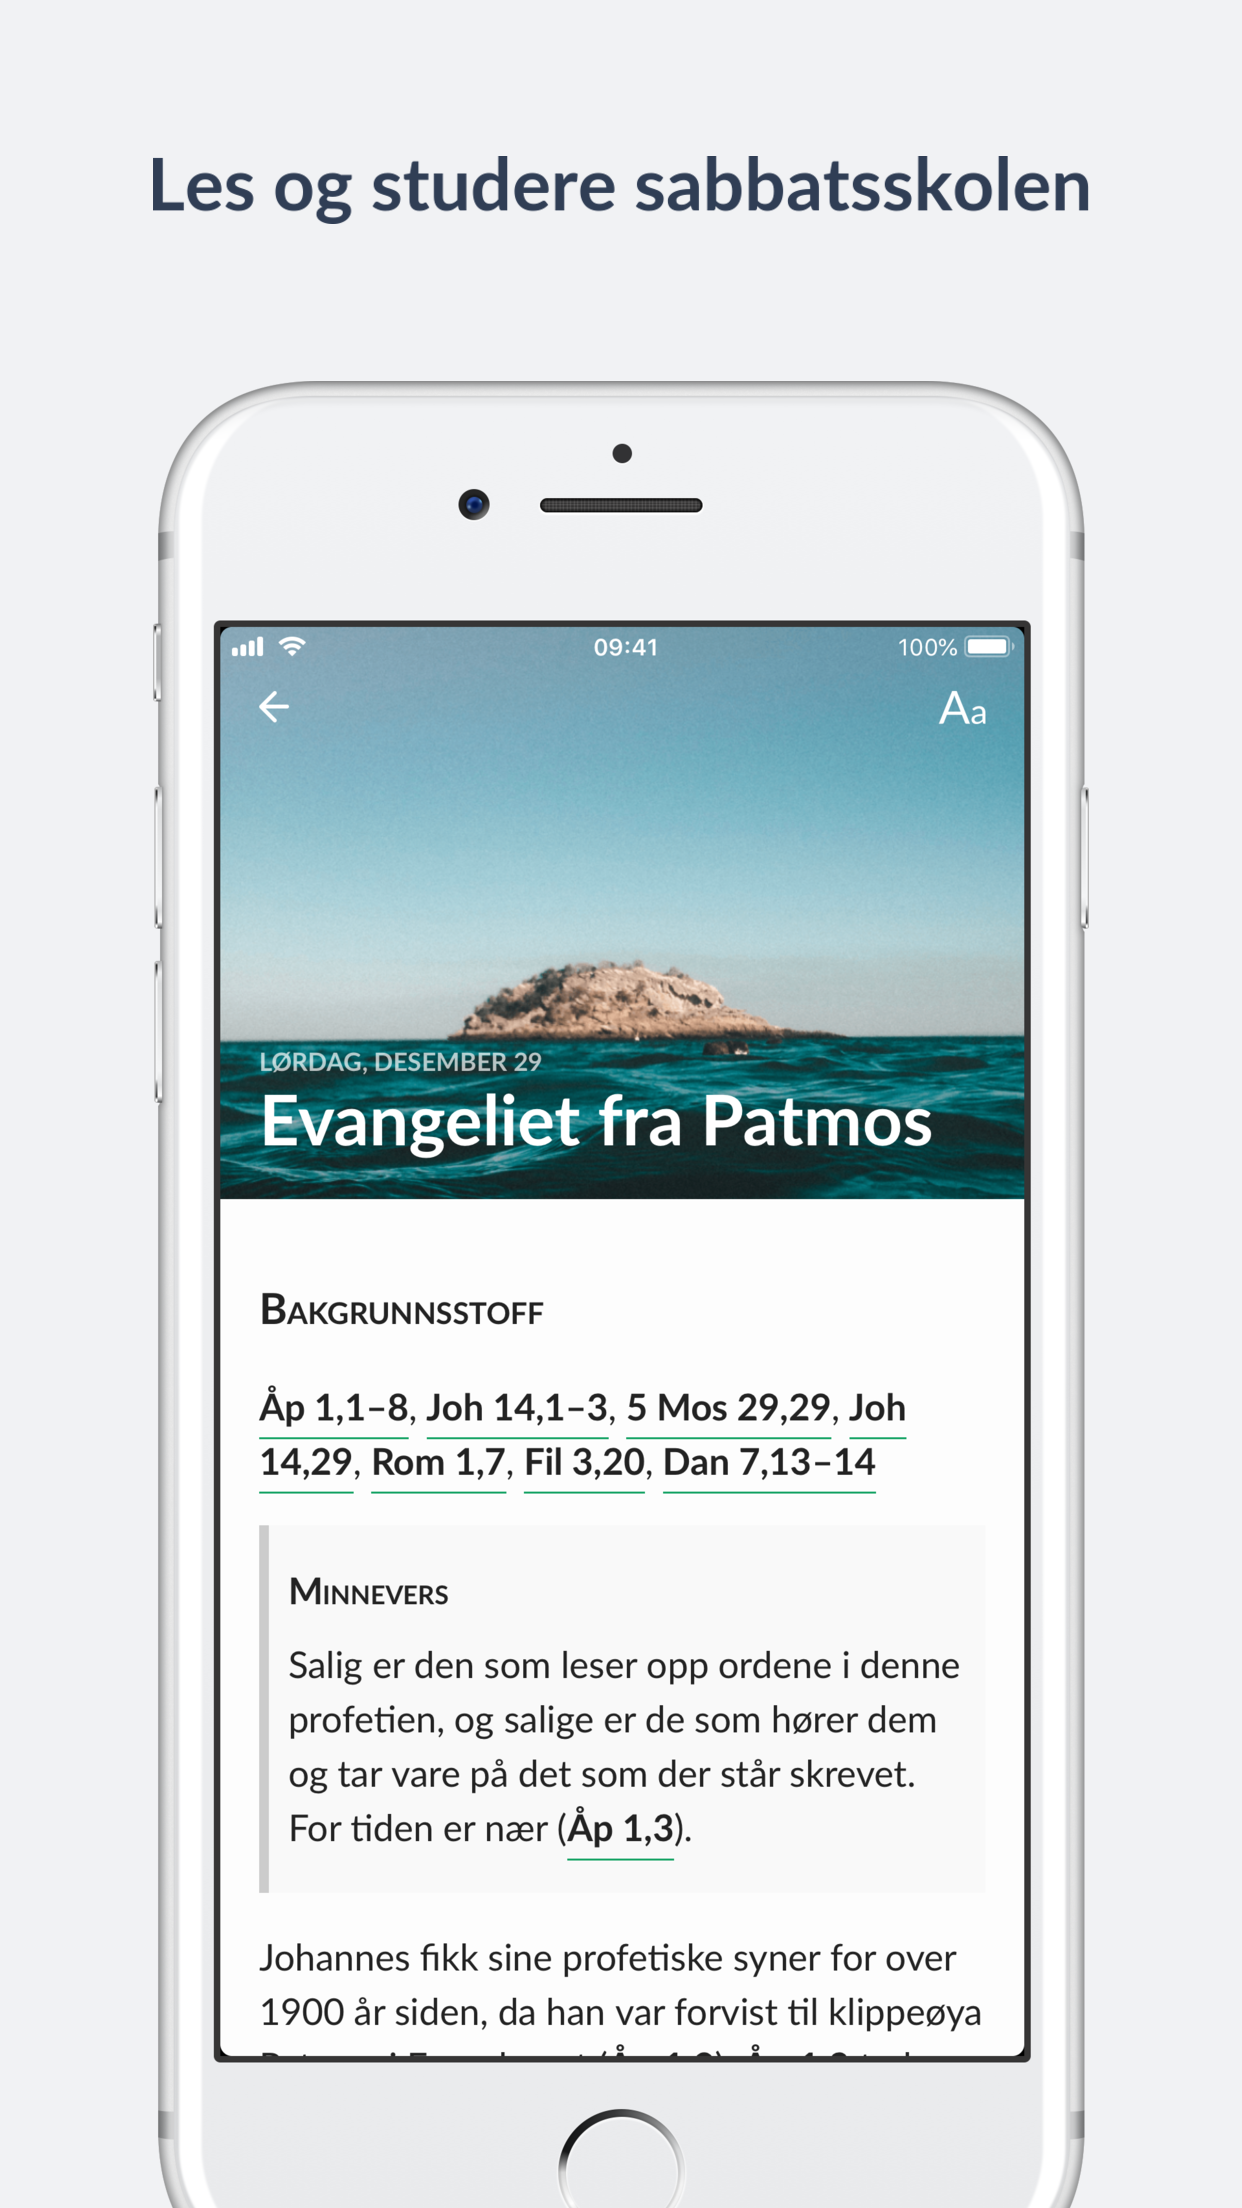 Les og studere sabbatsskolen
09:41
100%
Aa
LØRDAG, DESEMBER 29
Evangeliet fra Patmos
BAKGRUNNSSTOFF
Åp 1,1–8, Joh 14,1–3, 5 Mos 29,29, Joh
14,29, Rom 1,7, Fil 3,20, Dan 7,13–14
MINNEVERS
Salig er den som leser opp ordene i denne
profetien, og salige er de som hører dem
og tar vare på det som der står skrevet.
For tiden er nær (Åp 1,3).
Johannes fikk sine profetiske syner for over
1900 år siden, da han var forvist til klippeøya